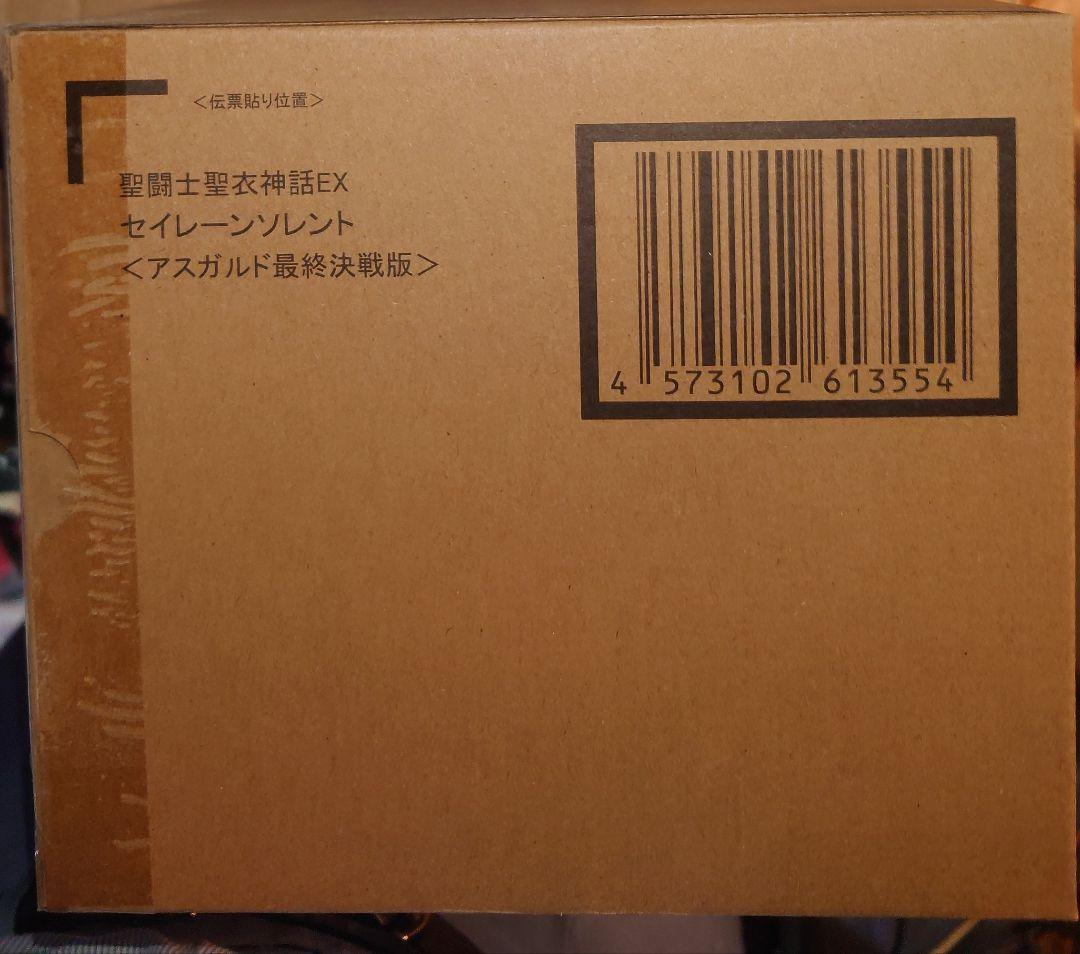 <伝票貼り位置>
聖闘士聖衣神話EX
セイレーンソレント
<アスガルド最終決戦版>
4 573102 613554